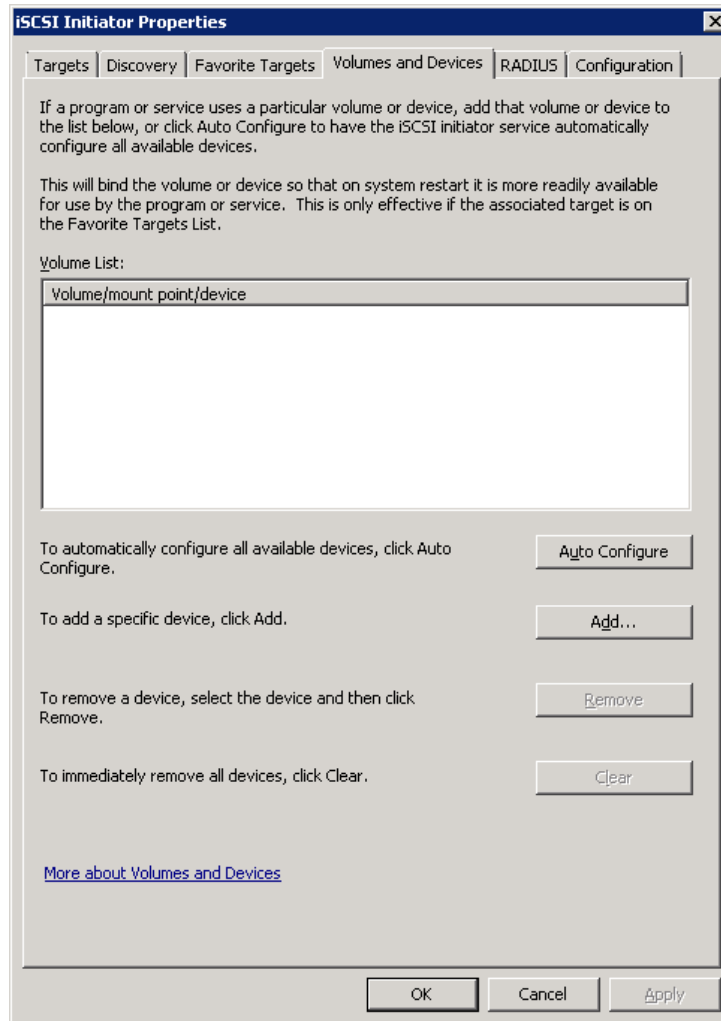 iSCSI Initiator Properties
Targets
Discovery
Favorite Targets
Volumes and Devices
RADIUS
Configuration
If a program or service uses a particular volume or device, add that volume or device to
the list below, or click Auto Configure to have the iSCSI initiator service automatically
configure all available devices.
This will bind the volume or device so that on system restart it is more readily available
for use by the program or service.  This is only effective if the associated target is on
the Favorite Targets List.
Volume List:
Volume/mount point/device
To automatically configure all available devices, click Auto
Configure.
Auto Configure
To add a specific device, click Add.
Add...
To remove a device, select the device and then click
Remove.
Remove
To immediately remove all devices, click Clear.
Clear
More about Volumes and Devices
OK
Cancel
Apply